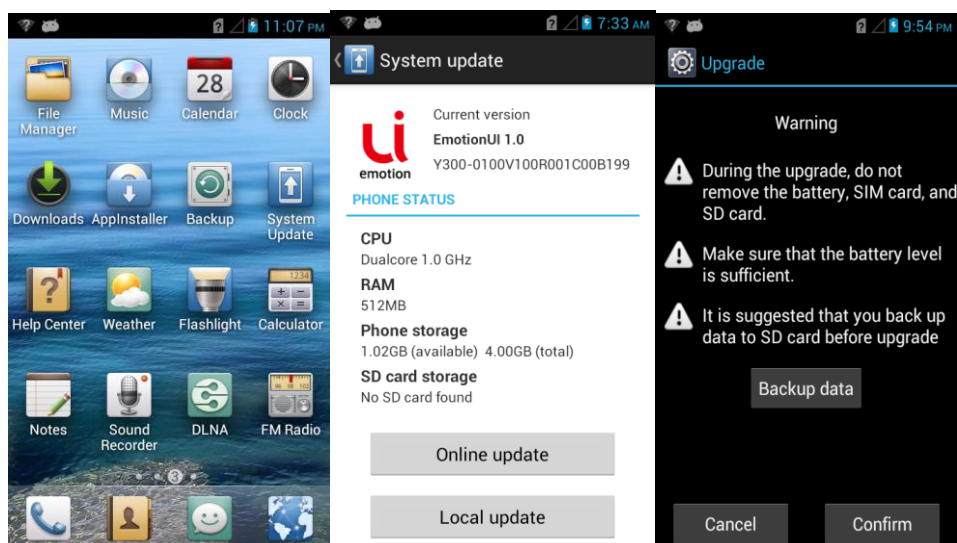 11:07 PM
28
File
Manager
Music
Calendar
Clock
Downloads
AppInstaller
Backup
System
Update
1234
Help Center
Weather
Flashlight
Calculator
96 98 102
Notes
Sound
Recorder
DLNA
FM Radio
3
7:33 AM
System update
ui
emotion
Current version
EmotionUI 1.0
Y300-0100V100R001C00B199
PHONE STATUS
CPU
Dualcore 1.0 GHz
RAM
512MB
Phone storage
1.02GB (available) 4.00GB (total)
SD card storage
No SD card found
Online update
Local update
9:54 PM
Upgrade
Warning
During the upgrade, do not
remove the battery, SIM card, and
SD card.
Make sure that the battery level
is sufficient.
It is suggested that you back up
data to SD card before upgrade
Backup data
Cancel
Confirm